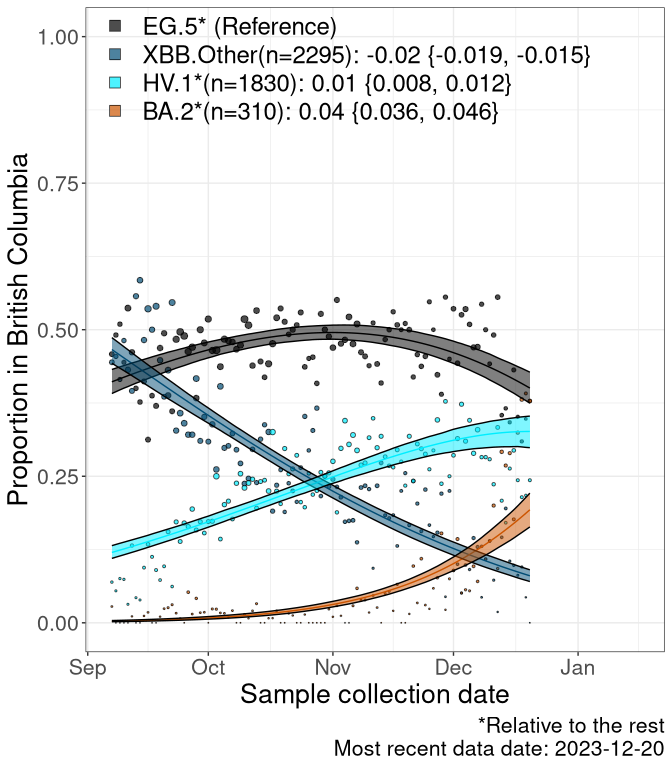 EG.5* (Reference)
XBB.Other(n=2295): -0.02 {-0.019, -0.015}
HV.1*(n=1830): 0.01 {0.008, 0.012}
BA.2*(n=310): 0.04 {0.036, 0.046}
1.00
0.75
0.50
0.25
0.00
Proportion in British Columbia
Sep Oct Nov Dec Jan
Sample collection date
*Relative to the rest
Most recent data date: 2023-12-20